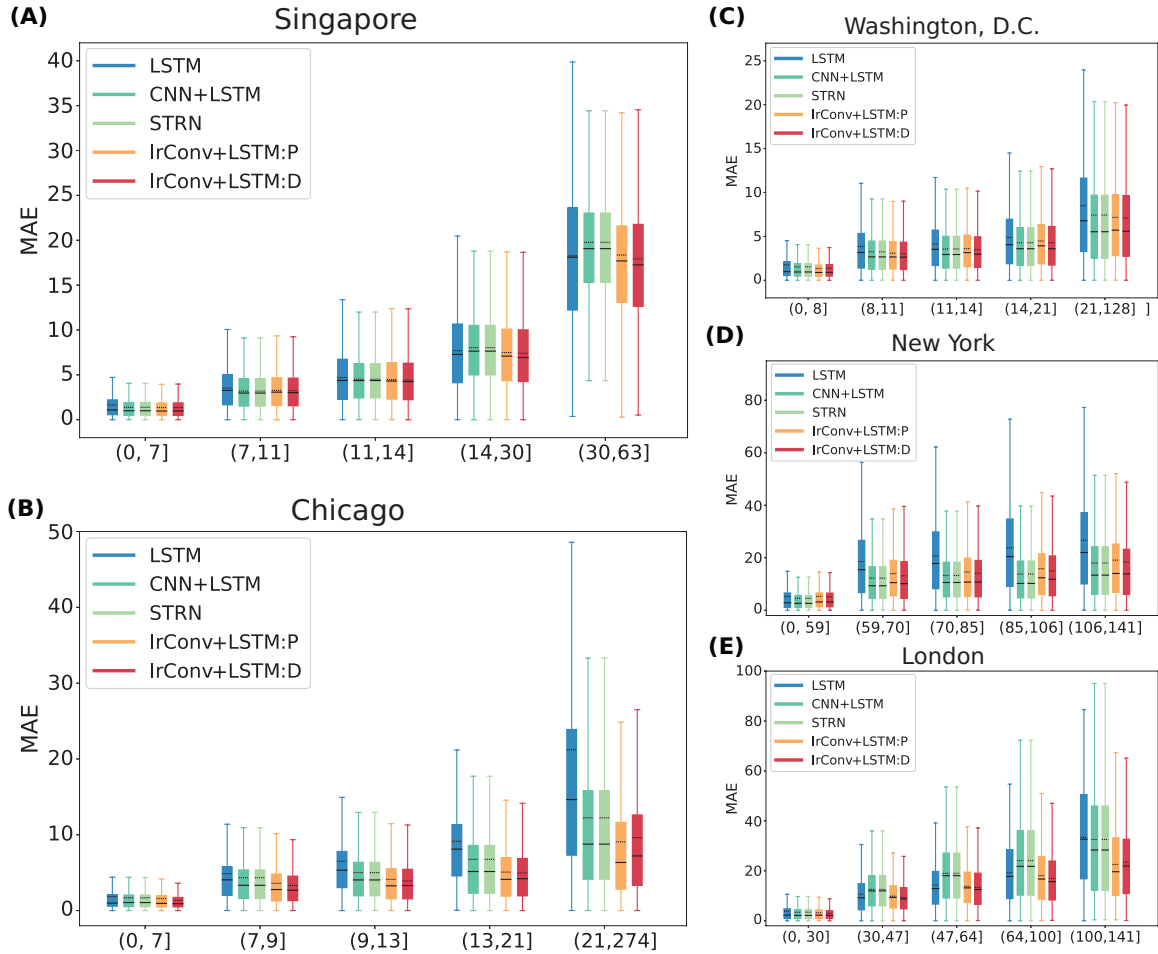 (A)
Singapore
MAE
40
35
30
25
20
15
10
5
0
LSTM
CNN+LSTM
STRN
IrConv+LSTM:P
IrConv+LSTM:D
(0, 7]
(7,11]
(11,14]
(14,30]
(30,63]
(B)
Chicago
MAE
50
40
30
20
10
0
LSTM
CNN+LSTM
STRN
IrConv+LSTM:P
IrConv+LSTM:D
(0, 7]
(7,9]
(9,13]
(13,21]
(21,274]
(C)
Washington, D.C.
MAE
25
20
15
10
5
0
LSTM
CNN+LSTM
STRN
IrConv+LSTM:P
IrConv+LSTM:D
(0, 8]
(8,11]
(11,14]
(14,21]
(21,128]
]
(D)
New York
MAE
80
60
40
20
0
LSTM
CNN+LSTM
STRN
IrConv+LSTM:P
IrConv+LSTM:D
(0, 59]
(59,70]
(70,85]
(85,106]
(106,141]
(E)
London
MAE
100
80
60
40
20
0
LSTM
CNN+LSTM
STRN
IrConv+LSTM:P
IrConv+LSTM:D
(0, 30]
(30,47]
(47,64]
(64,100]
(100,141]